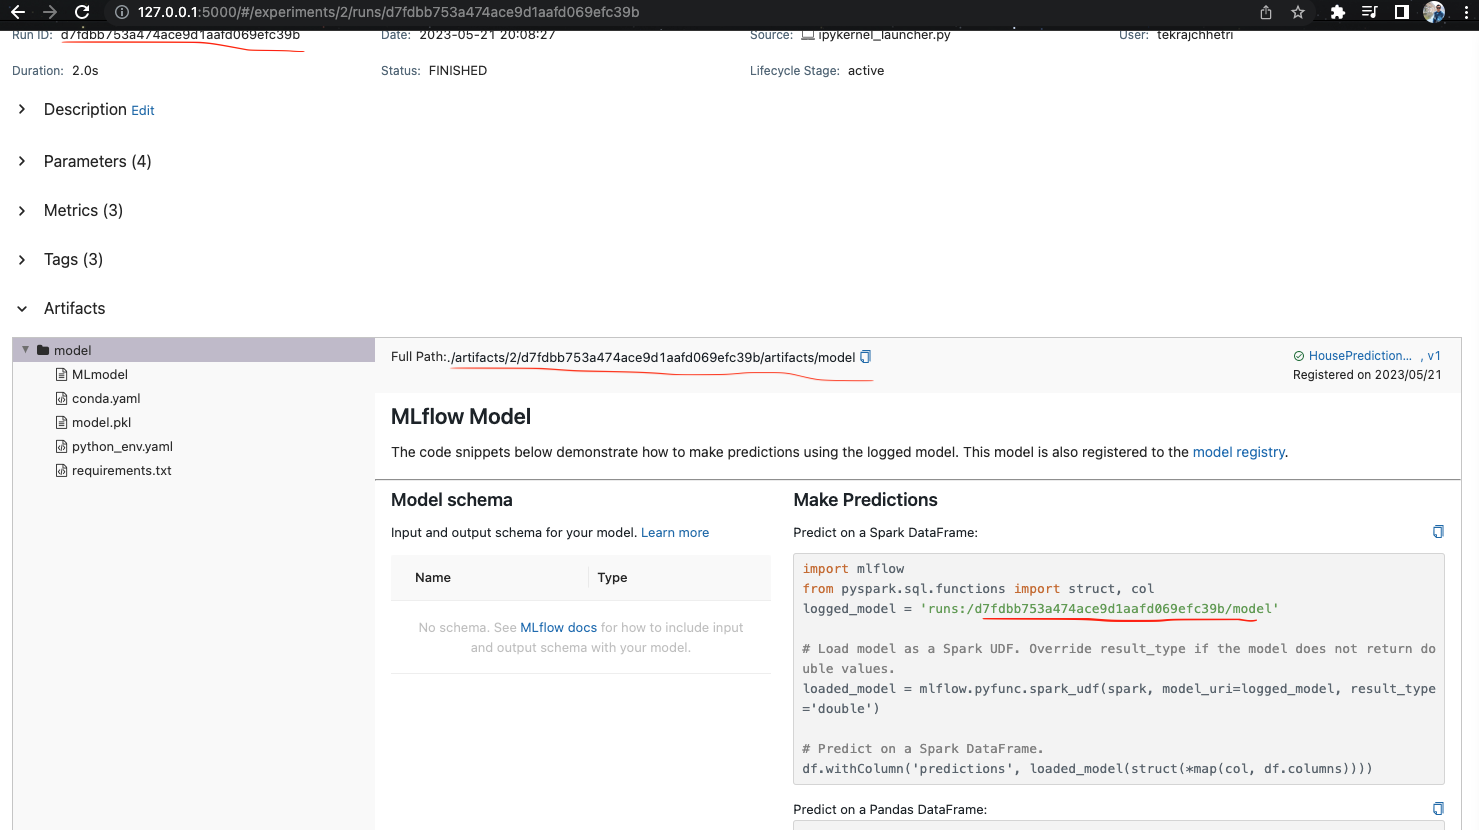 127.0.0.1:5000/#/experiments/2/runs/d7fdbb753a474ace9d1aafd069efc39b
Run ID: d7fdbb753a474ace9d1aafd069efc39b Date: 2023-05-21 20:08:27 Source: ipykernel_launcher.py User: tekrajchhetri
Duration: 2.0s Status: FINISHED Lifecycle Stage: active
Description Edit
Parameters (4)
Metrics (3)
Tags (3)
Artifacts
model
MLmodel
conda.yaml
model.pkl
python_env.yaml
requirements.txt
Full Path:./artifacts/2/d7fdbb753a474ace9d1aafd069efc39b/artifacts/model
HousePrediction... , v1
Registered on 2023/05/21
MLflow Model
The code snippets below demonstrate how to make predictions using the logged model. This model is also registered to the model registry.
Model schema
Input and output schema for your model. Learn more
Name Type
No schema. See MLflow docs for how to include input
and output schema with your model.
Make Predictions
Predict on a Spark DataFrame:
import mlflow
from pyspark.sql.functions import struct, col
logged_model = 'runs:/d7fdbb753a474ace9d1aafd069efc39b/model'
# Load model as a Spark UDF. Override result_type if the model does not return do
uble values.
loaded_model = mlflow.pyfunc.spark_udf(spark, model_uri=logged_model, result_type
='double')
# Predict on a Spark DataFrame.
df.withColumn('predictions', loaded_model(struct(*map(col, df.columns))))
Predict on a Pandas DataFrame: